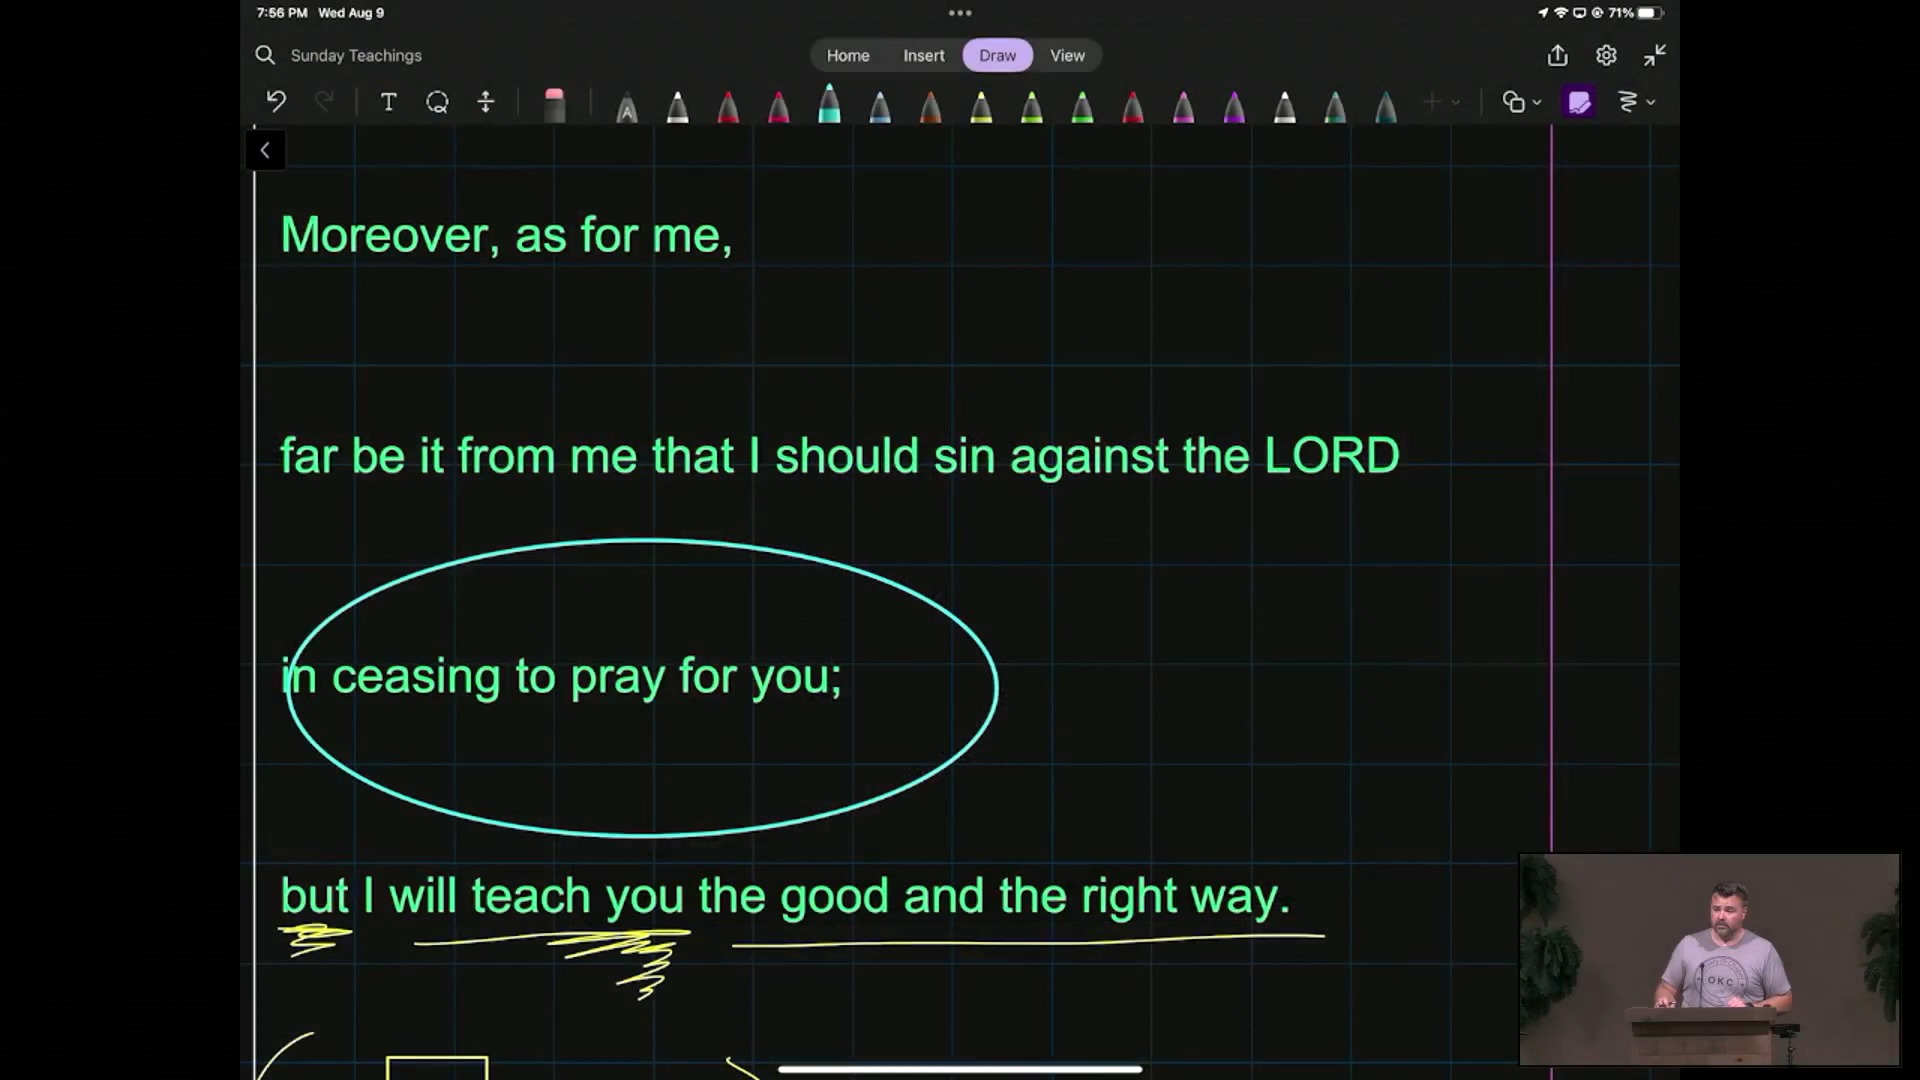 7:56 PM Wed Aug 9
71%
Sunday Teachings
Home Insert Draw View
T
A
Moreover, as for me,
far be it from me that I should sin against the LORD
in ceasing to pray for you;
but I will teach you the good and the right way.
OKC